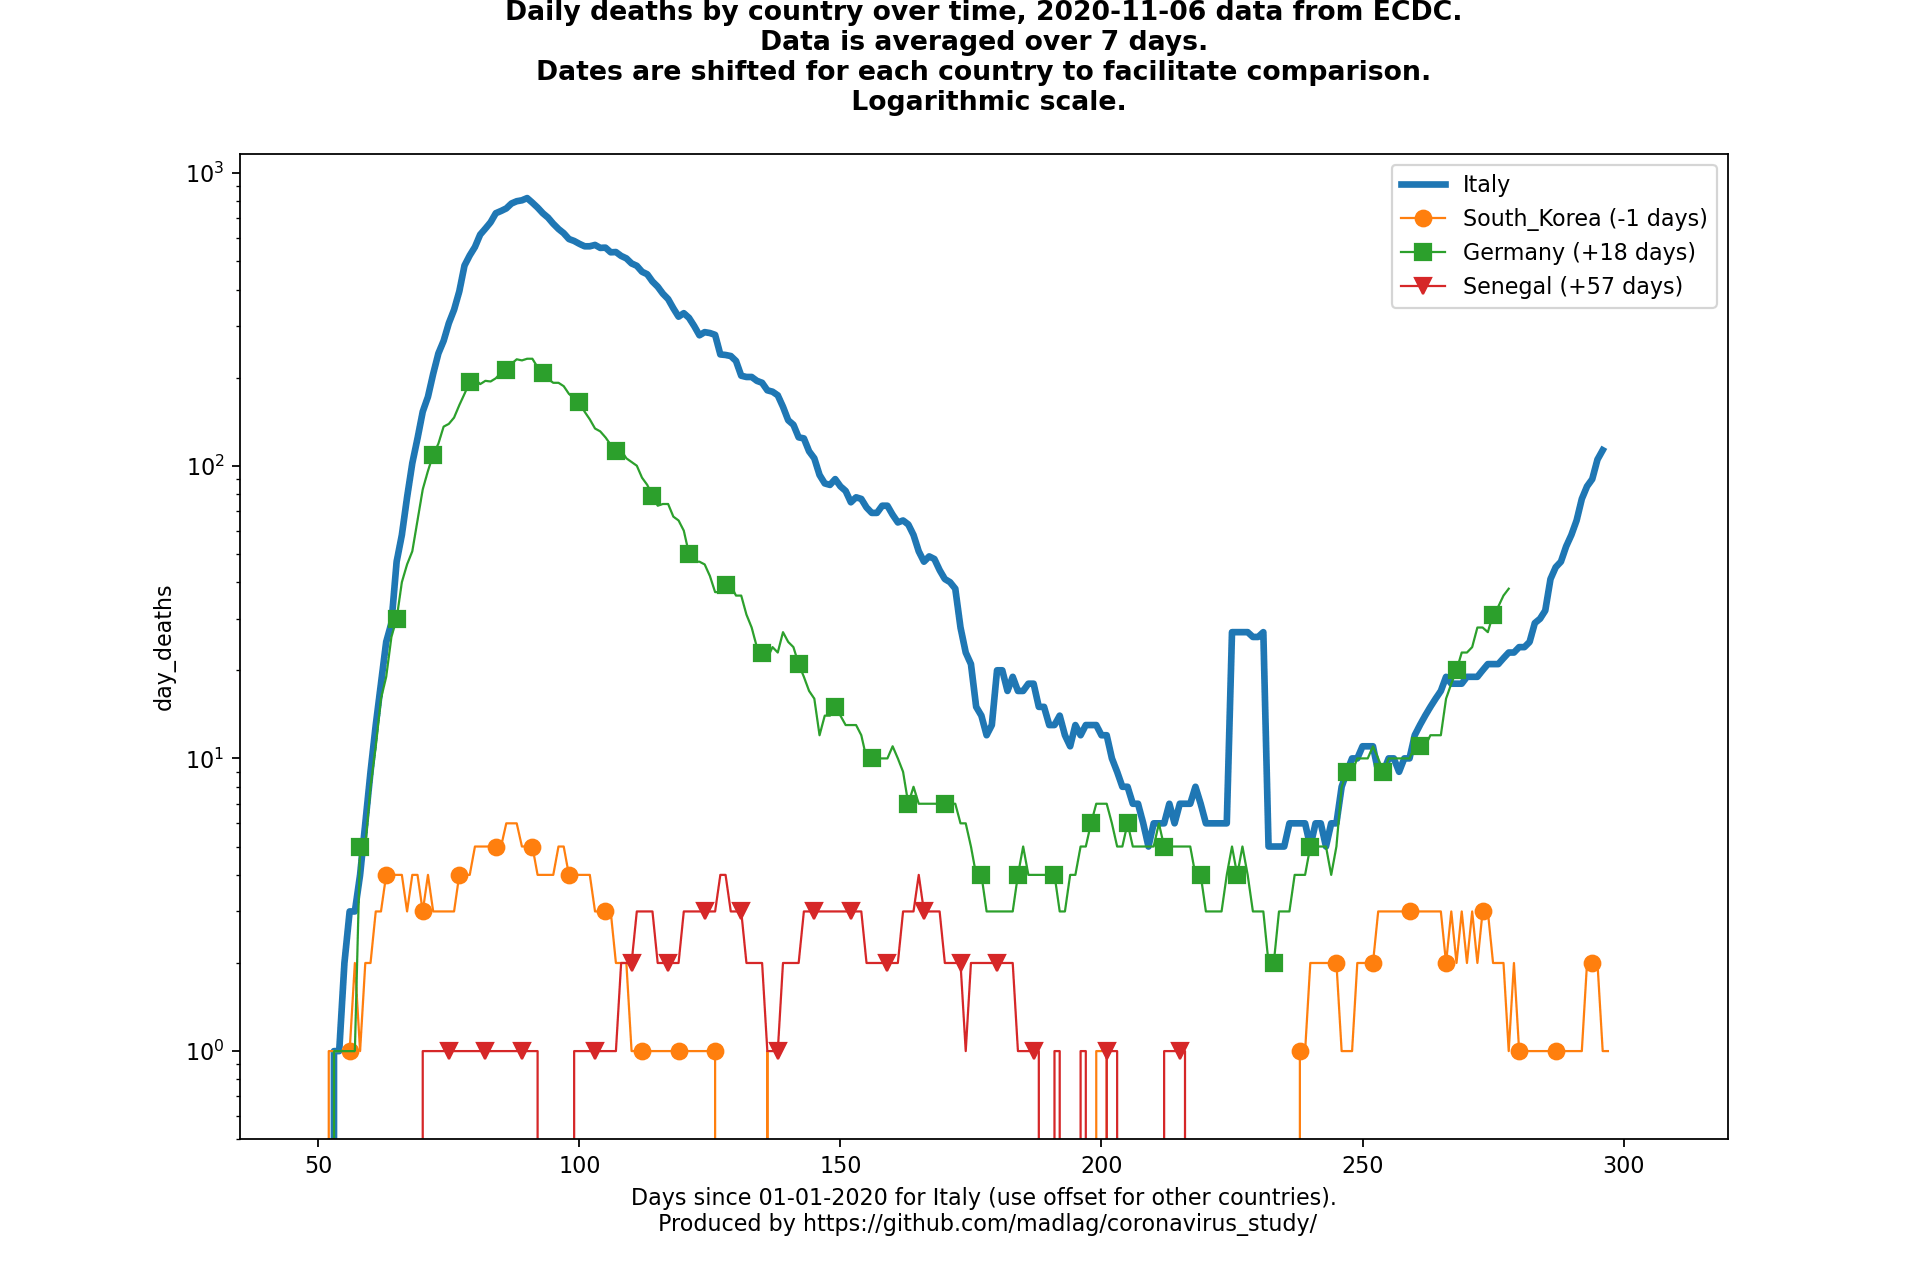 Daily deaths by country over time, 2020-11-06 data from ECDC.
Data is averaged over 7 days.
Dates are shifted for each country to facilitate comparison.
Logarithmic scale.
10³
Italy
South_Korea (-1 days)
Germany (+18 days)
Senegal (+57 days)
10²
day_deaths
10¹
10⁰
50 100 150 200 250 300
Days since 01-01-2020 for Italy (use offset for other countries).
Produced by https://github.com/madlag/coronavirus_study/